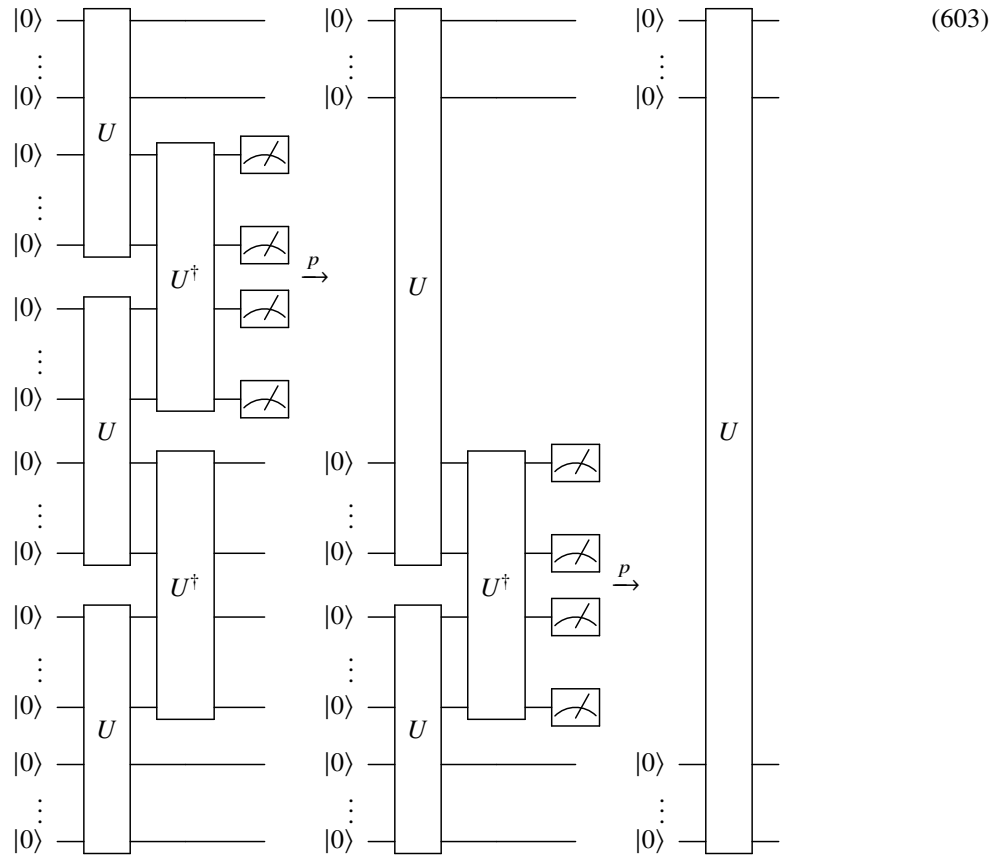 |0⟩ |0⟩ |0⟩ (603)
⋮ ⋮ ⋮
|0⟩ |0⟩ |0⟩
U
|0⟩
⋮
|0⟩
U† p U
|0⟩
⋮
|0⟩
U U
|0⟩ |0⟩
⋮ ⋮
|0⟩ |0⟩
U† U† p
|0⟩ |0⟩
⋮ ⋮
|0⟩ |0⟩
U U
|0⟩ |0⟩ |0⟩
⋮ ⋮ ⋮
|0⟩ |0⟩ |0⟩